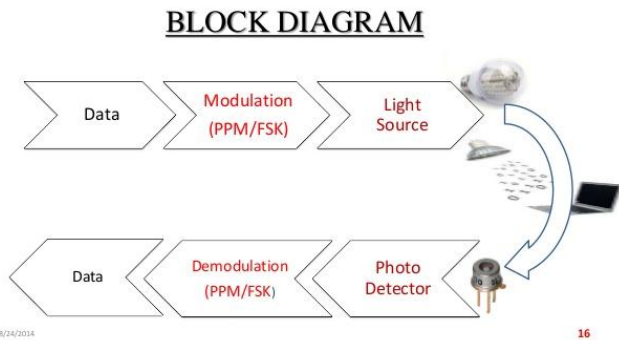 BLOCK DIAGRAM
Data
Modulation
(PPM/FSK)
Light
Source
Data
Demodulation
(PPM/FSK)
Photo
Detector
8/24/2014
16